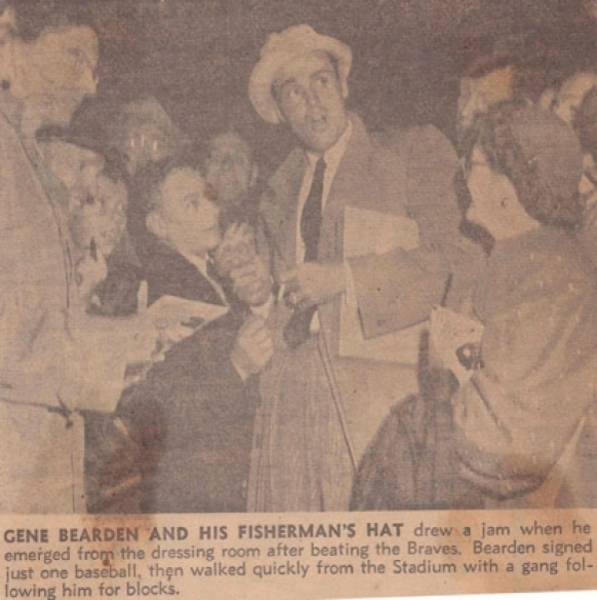 GENE BEARDEN AND HIS FISHERMAN'S HAT drew a jam when he
emerged from the dressing room after beating the Braves. Bearden signed
just one baseball, then walked quickly from the Stadium with a gang fol-
lowing him for blocks.